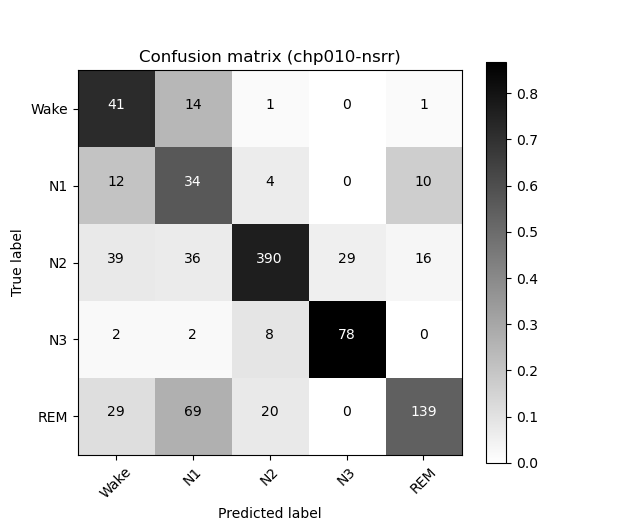 Confusion matrix (chp010-nsrr)
True label
Wake 41 14 1 0 1
N1 12 34 4 0 10
N2 39 36 390 29 16
N3 2 2 8 78 0
REM 29 69 20 0 139
Wake N1 N2 N3 REM
Predicted label
0.8
0.7
0.6
0.5
0.4
0.3
0.2
0.1
0.0